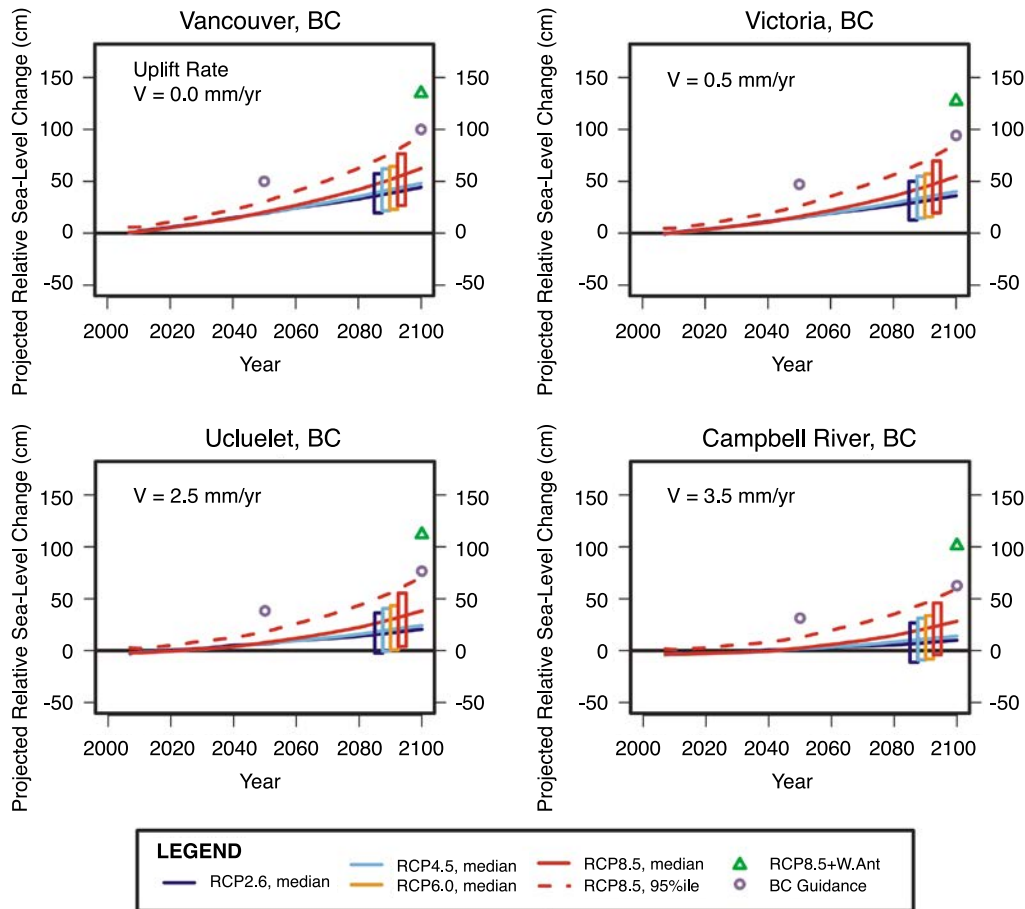 Vancouver, BC
Projected Relative Sea-Level Change (cm)
Uplift Rate
V = 0.0 mm/yr
150
100
50
0
-50
150
100
50
0
-50
2000 2020 2040 2060 2080 2100
Year
Victoria, BC
Projected Relative Sea-Level Change (cm)
V = 0.5 mm/yr
150
100
50
0
-50
150
100
50
0
-50
2000 2020 2040 2060 2080 2100
Year
Ucluelet, BC
Projected Relative Sea-Level Change (cm)
V = 2.5 mm/yr
150
100
50
0
-50
150
100
50
0
-50
2000 2020 2040 2060 2080 2100
Year
Campbell River, BC
Projected Relative Sea-Level Change (cm)
V = 3.5 mm/yr
150
100
50
0
-50
150
100
50
0
-50
2000 2020 2040 2060 2080 2100
Year
LEGEND
RCP2.6, median
RCP4.5, median
RCP6.0, median
RCP8.5, median
RCP8.5, 95%ile
RCP8.5+W.Ant
BC Guidance